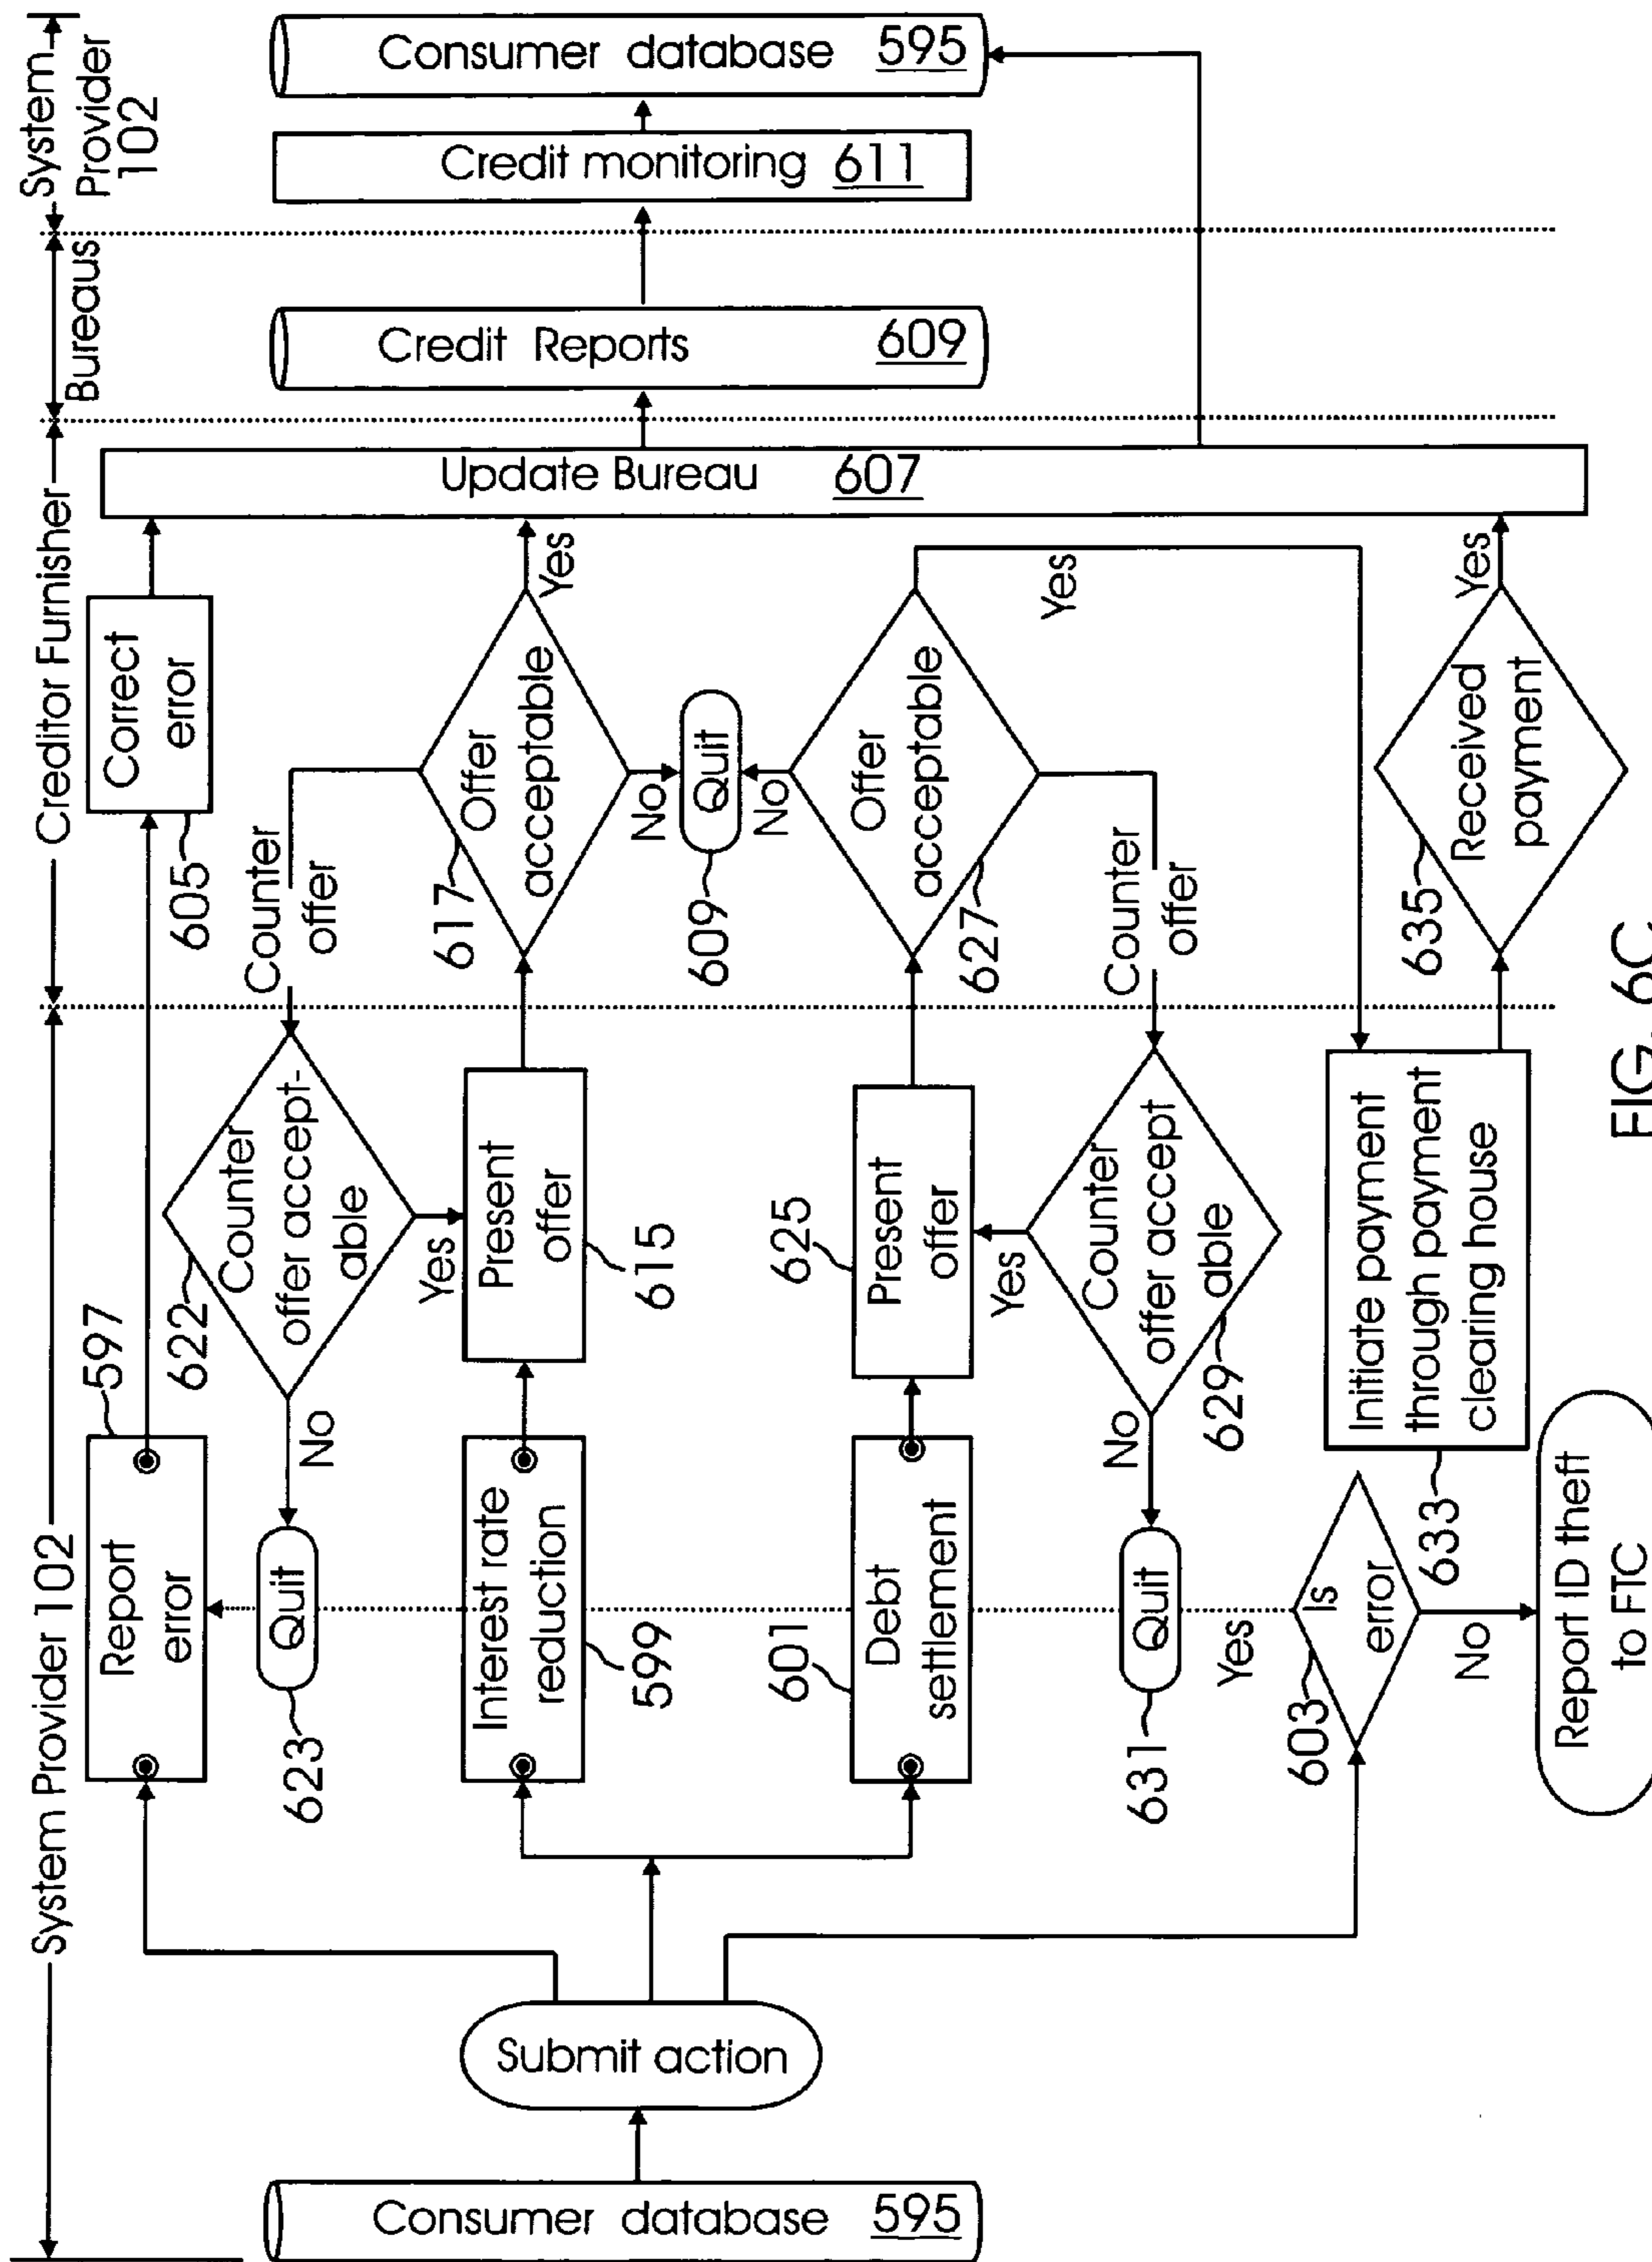 System Provider 102
Creditor Furnisher
Bureaus
System
Provider
102
Consumer database 595
Submit action
Report
error
597
Correct
error
605
Counter
offer accept-
able
622
No
Quit
623
Yes
Counter
offer
Interest rate
reduction
599
Present
offer
615
Offer
acceptable
617
Yes
No
Quit
609
No
Debt
settlement
601
Present
offer
625
Offer
acceptable
627
Yes
Counter
offer
Counter
offer accept
able
629
Yes
No
Quit
631
Yes
Is
error
603
No
Report ID theft
to FTC
Initiate payment
through payment
clearing house
633
Received
payment
635
Yes
Update Bureau 607
Credit Reports 609
Credit monitoring 611
Consumer database 595
FIG. 6C